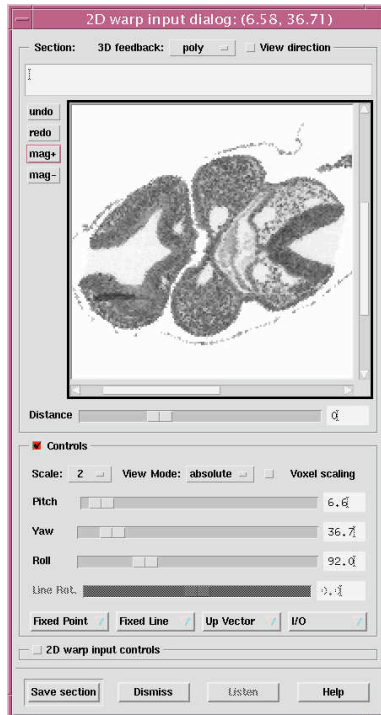 2D warp input dialog: (6.58, 36.71)
Section: 3D feedback: poly View direction
undo
redo
mag+
mag-
Distance 0
Controls
Scale: 2 View Mode: absolute Voxel scaling
Pitch 6.6
Yaw 36.7
Roll 92.0
Line Rot. 0.0
Fixed Point Fixed Line Up Vector I/O
2D warp input controls
Save section Dismiss Listen Help